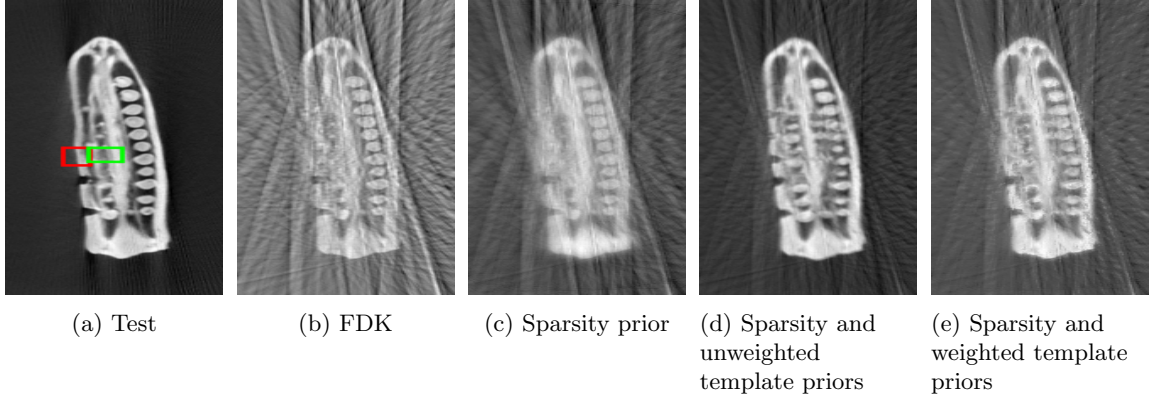 (a) Test
(b) FDK
(c) Sparsity prior
(d) Sparsity and
unweighted
template priors
(e) Sparsity and
weighted template
priors